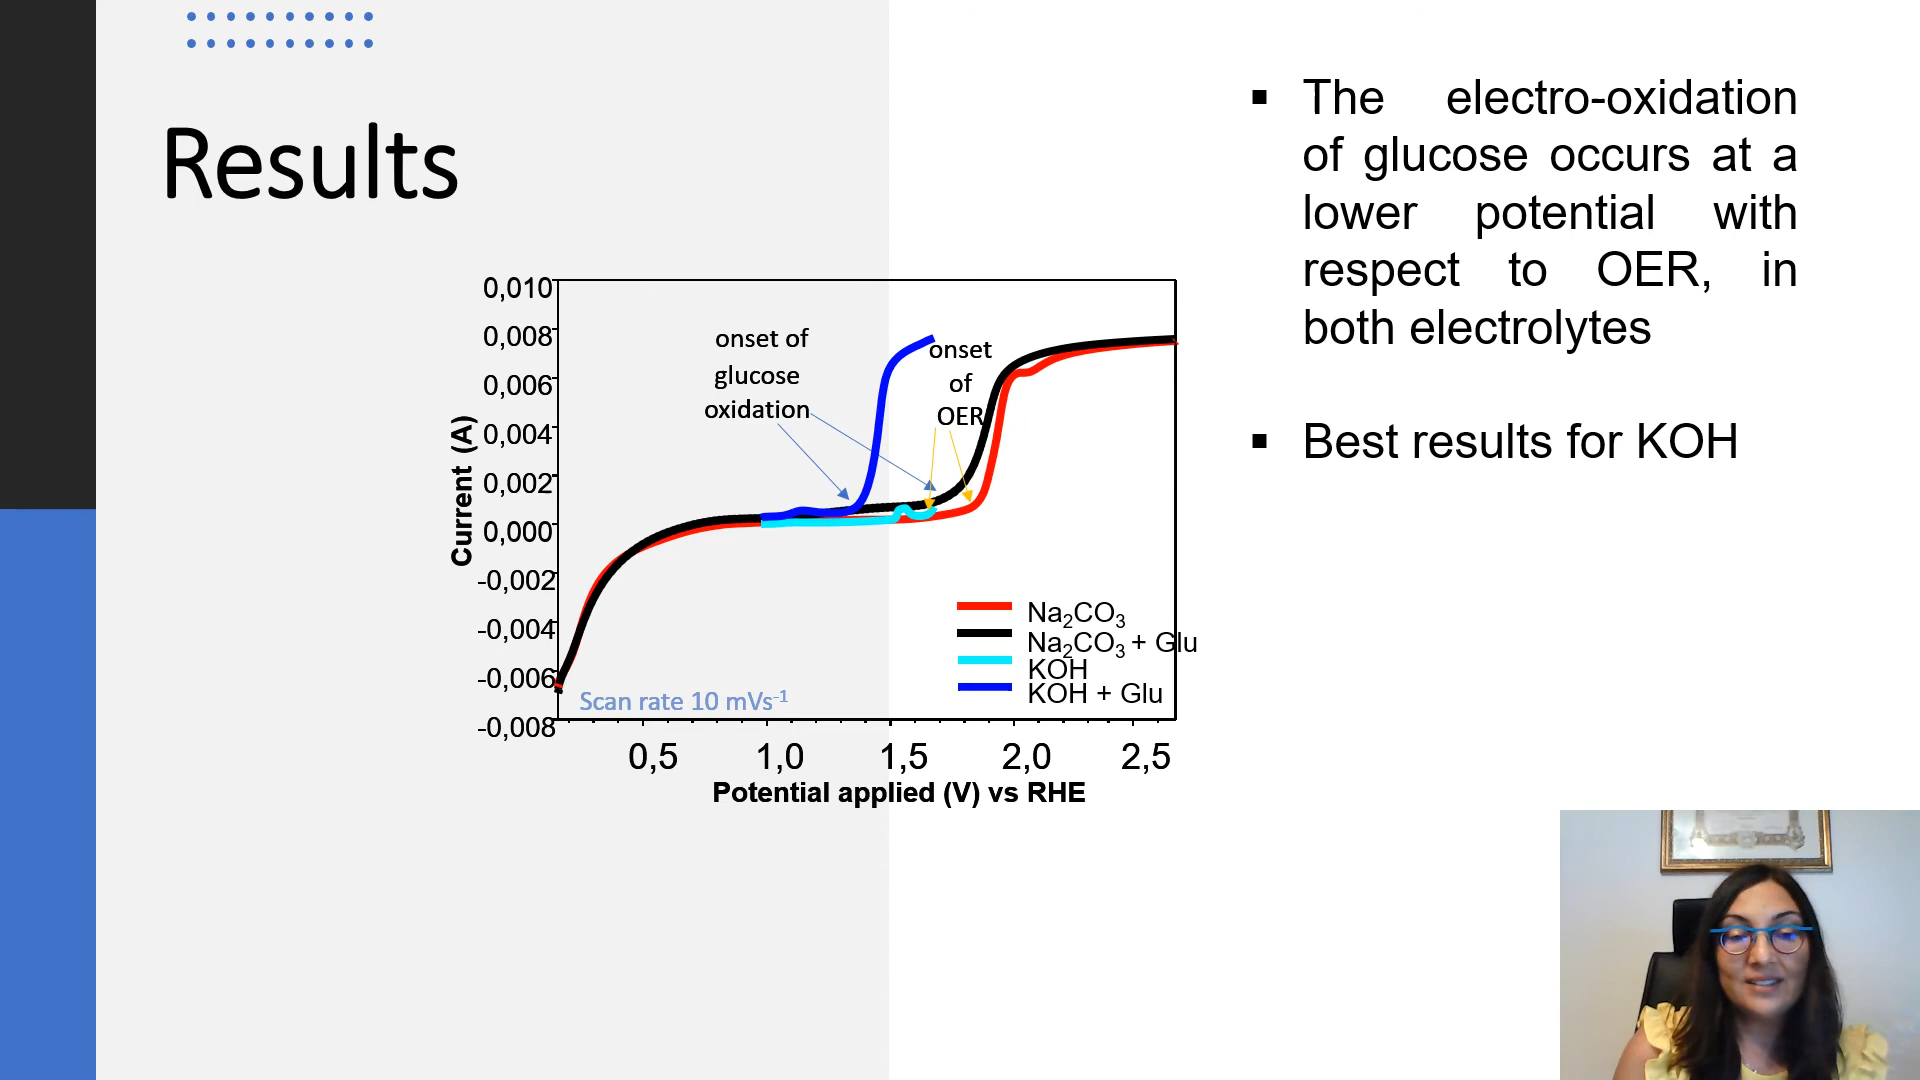 Results
The electro-oxidation
of glucose occurs at a
lower potential with
respect to OER, in
both electrolytes
Best results for KOH
0,010
0,008
0,006
0,004
0,002
0,000
-0,002
-0,004
-0,006
-0,008
Current (A)
onset of
glucose
oxidation
onset
of
OER
Na₂CO₃
Na₂CO₃ + Glu
KOH
KOH + Glu
Scan rate 10 mVs⁻¹
0,5 1,0 1,5 2,0 2,5
Potential applied (V) vs RHE